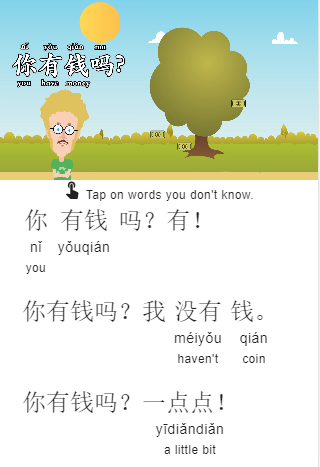 nǐ yǒu qián ma
你有钱吗?
you have money
Tap on words you don't know.
你 有钱 吗? 有!
nǐ yǒuqián
you
你有钱吗? 我 没有 钱。
méiyǒu qián
haven't coin
你有钱吗? 一点点!
yīdiǎndiǎn
a little bit